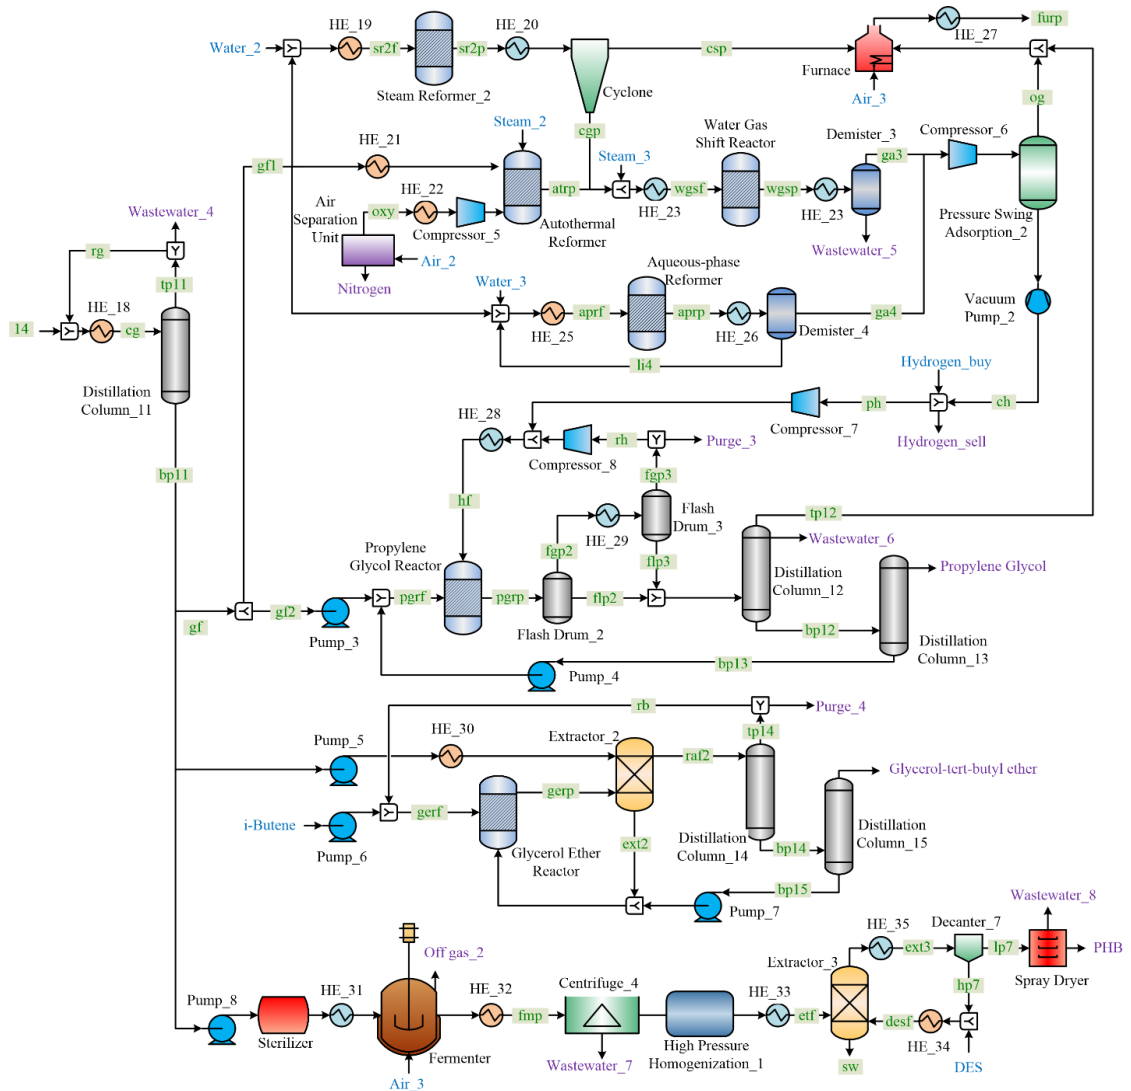 HE_19
HE_20
HE_27
furp
Water_2
sr2f
sr2p
csp
Steam Reformer_2
Cyclone
Furnace
Air_3
og
Steam_2
cgp
Water Gas
Shift Reactor
Demister_3
Compressor_6
ga3
gf1
HE_21
Steam_3
HE_22
oxy
atrp
wgsf
wgsp
HE_23
HE_23
Wastewater_4
Air
Separation
Unit
Compressor_5
Autothermal
Reformer
Pressure Swing
Adsorption_2
Wastewater_5
rg
tp11
Air_2
Nitrogen
Aqueous-phase
Reformer
Water_3
HE_18
14
cg
aprf
aprp
ga4
HE_25
HE_26
Demister_4
Vacuum
Pump_2
li4
Distillation
Column_11
Hydrogen_buy
HE_28
ph
ch
Compressor_7
Hydrogen_sell
rh
Purge_3
Compressor_8
bp11
fgp3
hf
Flash
Drum_3
fgp2
HE_29
tp12
Wastewater_6
Propylene
Glycol Reactor
flp3
Propylene Glycol
Distillation
Column_12
pgrf
pgrp
flp2
gf
gf2
Pump_3
Flash Drum_2
bp12
Distillation
Column_13
bp13
Pump_4
rb
Purge_4
HE_30
Extractor_2
tp14
Pump_5
raf2
Glycerol-tert-butyl ether
gerp
gerf
i-Butene
Pump_6
Glycerol Ether
Reactor
ext2
Distillation
Column_14
bp14
Distillation
Column_15
bp15
Pump_7
Wastewater_8
HE_35
Decanter_7
Off gas_2
ext3
lp7
PHB
Extractor_3
Spray Dryer
Pump_8
HE_31
HE_32
Centrifuge_4
HE_33
hp7
fmp
etf
desf
Sterilizer
Fermenter
High Pressure
Homogenization_1
HE_34
Wastewater_7
Air_3
sw
DES